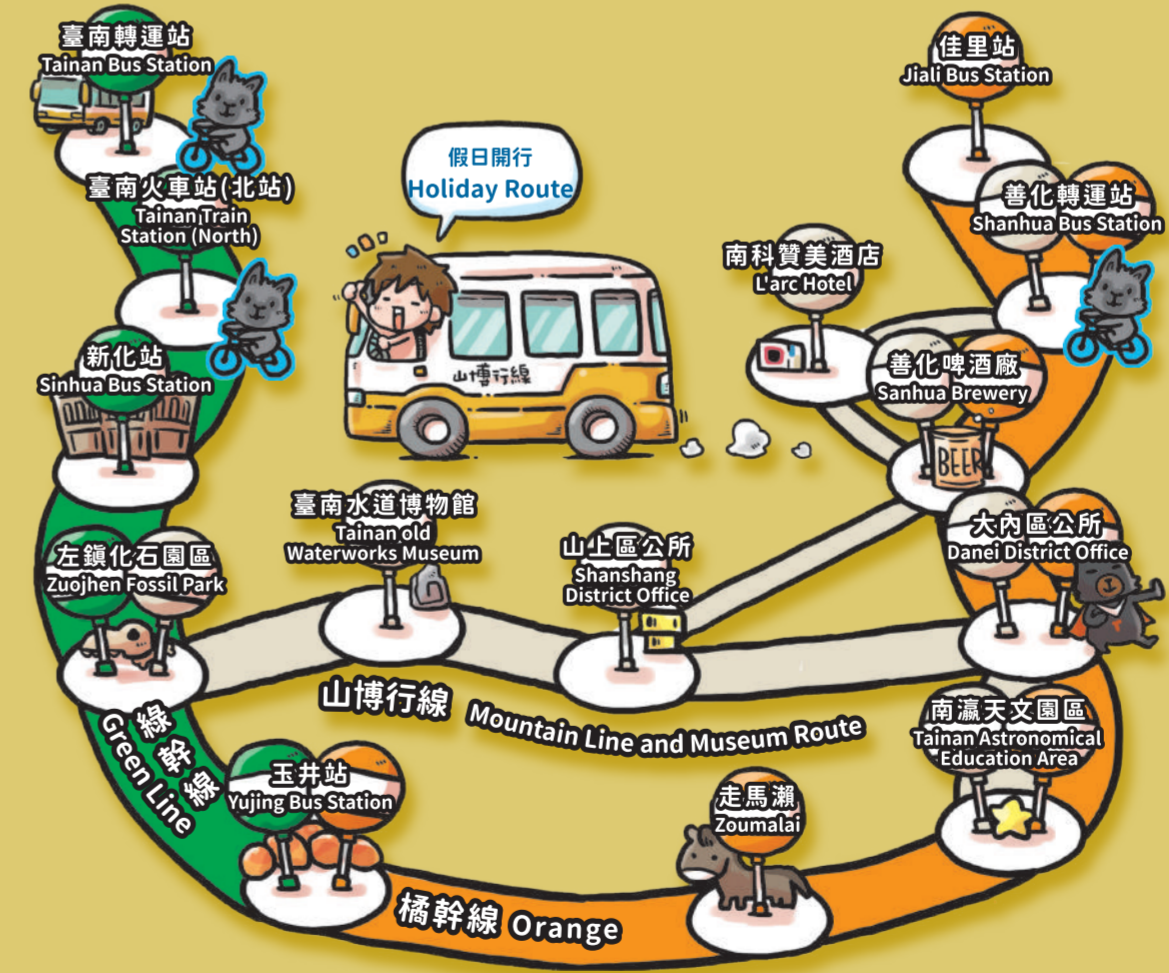 臺南轉運站
Tainan Bus Station
臺南火車站(北站)
Tainan Train
Station (North)
新化站
Sinhua Bus Station
左鎮化石園區
Zuojhen Fossil Park
綠幹線
Green Line
玉井站
Yujing Bus Station
假日開行
Holiday Route
山博行線
臺南水道博物館
Tainan old
Waterworks Museum
山上區公所
Shanshang
District Office
山博行線 Mountain Line and Museum Route
橘幹線 Orange
走馬瀨
Zoumalai
佳里站
Jiali Bus Station
善化轉運站
Shanhua Bus Station
南科贊美酒店
L'arc Hotel
善化啤酒廠
Sanhua Brewery
BEER
大內區公所
Danei District Office
T
南瀛天文園區
Tainan Astronomical
Education Area